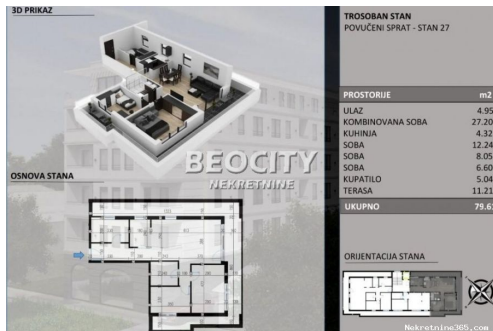 3D PRIKAZ
TROSOBAN STAN
POVUČENI SPRAT - STAN 27
PROSTORIJE m2
ULAZ 4.95
KOMBINOVANA SOBA 27.20
KUHINJA 4.32
SOBA 12.24
SOBA 8.05
SOBA 6.60
KUPATILO 5.04
TERASA 11.21
UKUPNO 79.61
BEOCITY
NEKRETNINE
OSNOVA STANA
ORIJENTACIJA STANA
Nekretnine365.com